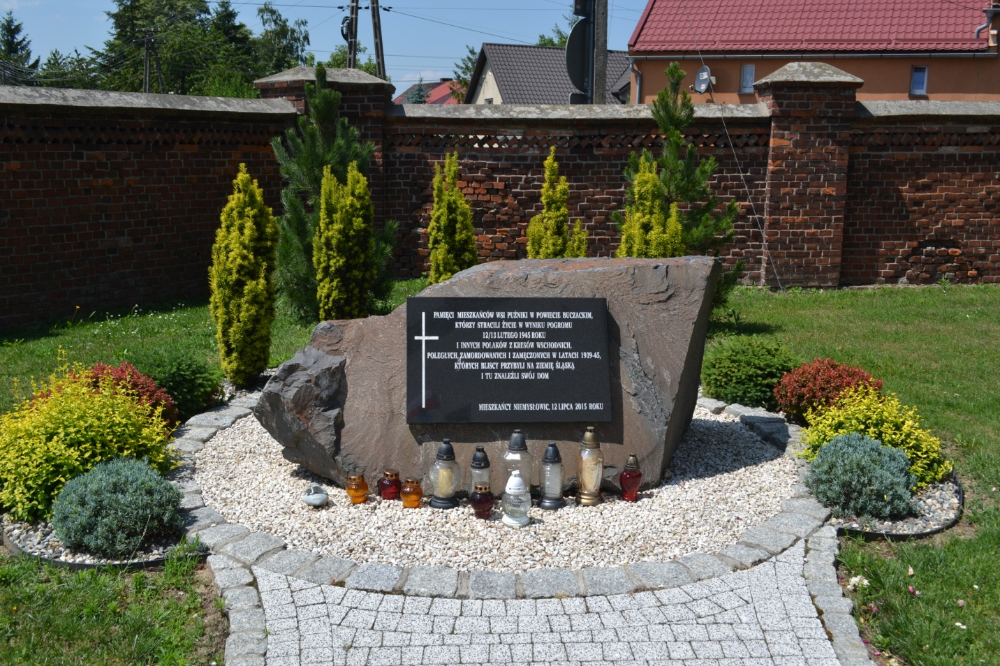 PAMIĘCI MIESZKAŃCÓW WSI PUŹNIKI W POWIECIE BUCZACKIM,
KTÓRZY STRACILI ŻYCIE W WYNIKU POGROMU
12/13 LUTEGO 1945 ROKU
I INNYCH POLAKÓW Z KRESÓW WSCHODNICH,
POLEGŁYCH, ZAMORDOWANYCH I ZAMĘCZONYCH W LATACH 1939-45,
KTÓRYCH BLISCY PRZYBYLI NA ZIEMIĘ ŚLĄSKĄ
I TU ZNALEŹLI SWÓJ DOM
MIESZKAŃCY NIEMYSŁOWIC, 12 LIPCA 2015 ROKU